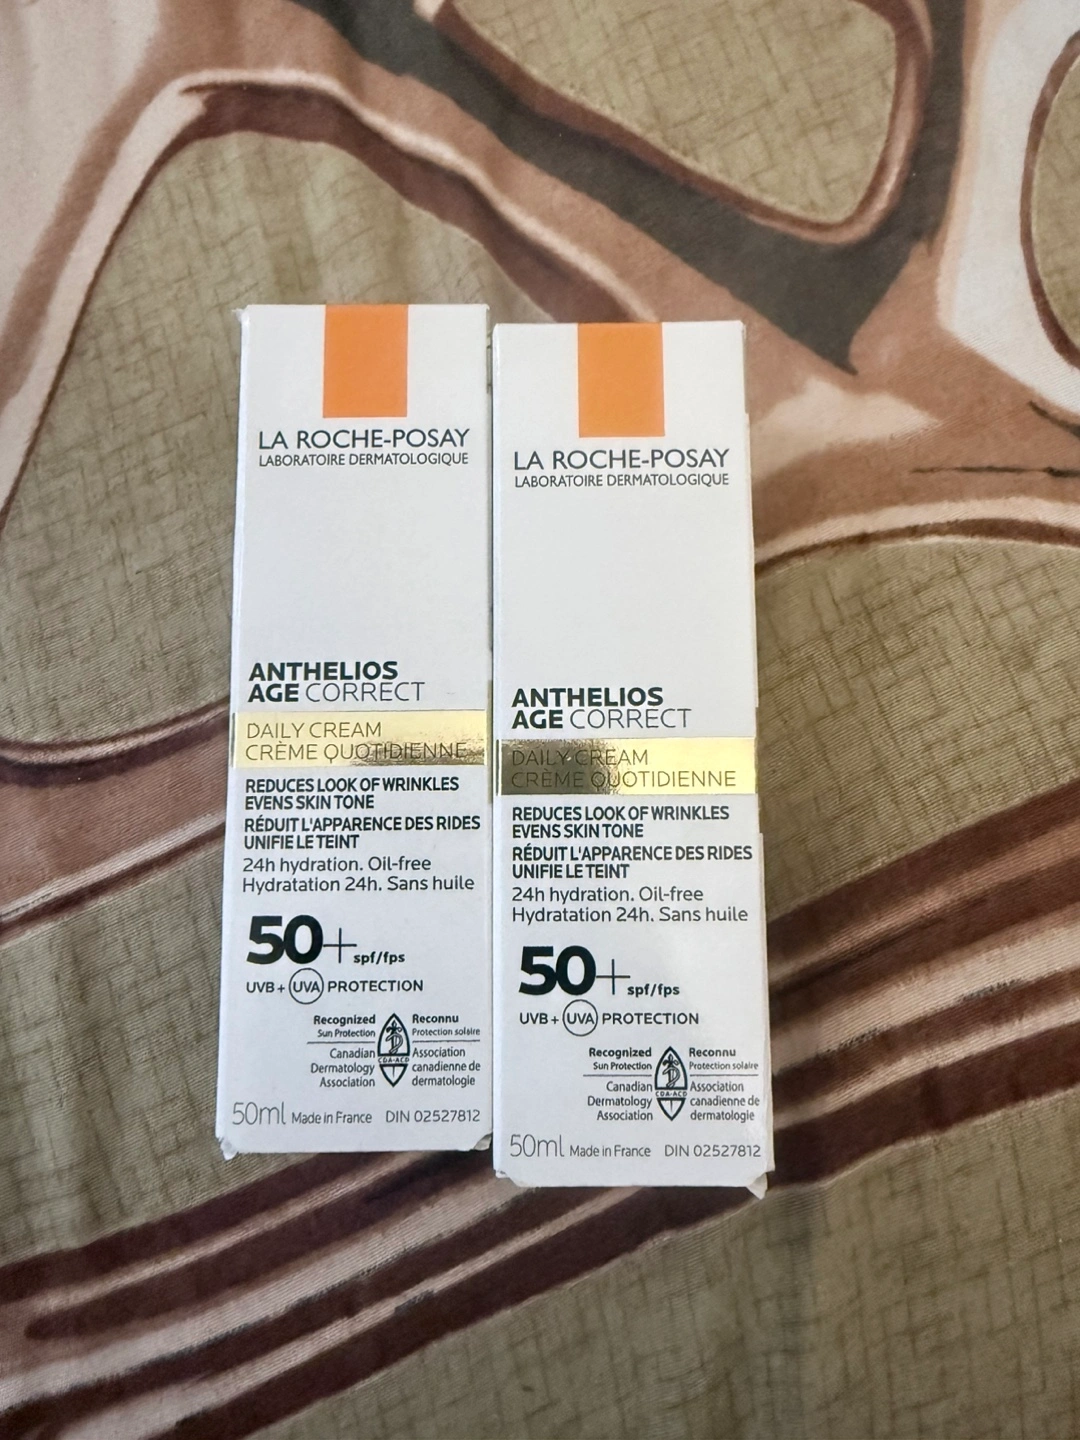 LA ROCHE-POSAY
LABORATOIRE DERMATOLOGIQUE
ANTHELIOS
AGE CORRECT
DAILY CREAM
CRÈME QUOTIDIENNE
REDUCES LOOK OF WRINKLES
EVENS SKIN TONE
RÉDUIT L'APPARENCE DES RIDES
UNIFIE LE TEINT
24h hydration. Oil-free
Hydratation 24h. Sans huile
50+ spf/fps
UVB + UVA PROTECTION
Recognized Reconnu
Sun Protection Protection solaire
Canadian Association
CDA-ACD
Dermatology canadienne de
Association dermatologie
50ml Made in France DIN 02527812
LA ROCHE-POSAY
LABORATOIRE DERMATOLOGIQUE
ANTHELIOS
AGE CORRECT
DAILY CREAM
CRÈME QUOTIDIENNE
REDUCES LOOK OF WRINKLES
EVENS SKIN TONE
RÉDUIT L'APPARENCE DES RIDES
UNIFIE LE TEINT
24h hydration. Oil-free
Hydratation 24h. Sans huile
50+ spf/fps
UVB + UVA PROTECTION
Recognized Reconnu
Sun Protection Protection solaire
Canadian Association
CDA-ACD
Dermatology canadienne de
Association dermatologie
50ml Made in France DIN 02527812